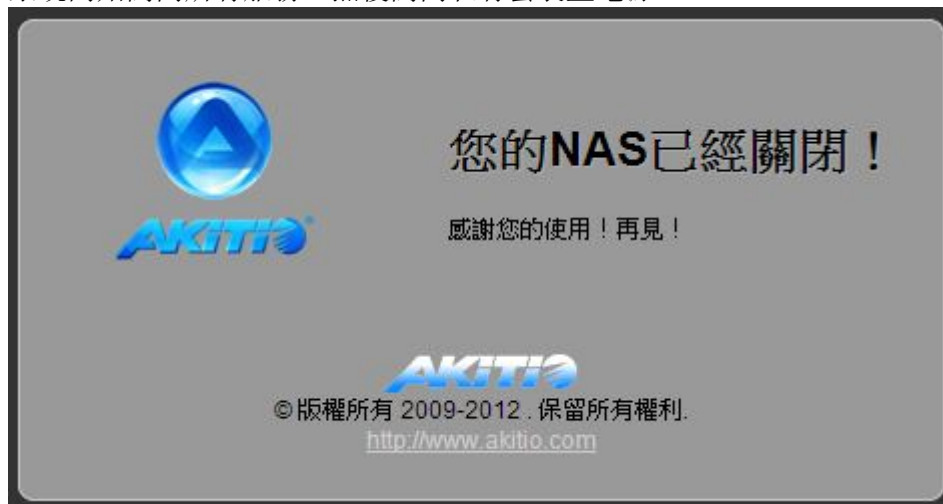 AKiTiO®
您的NAS已經關閉！
感謝您的使用！再見！
AKiTiO
©版權所有 2009-2012 . 保留所有權利.
http://www.akitio.com